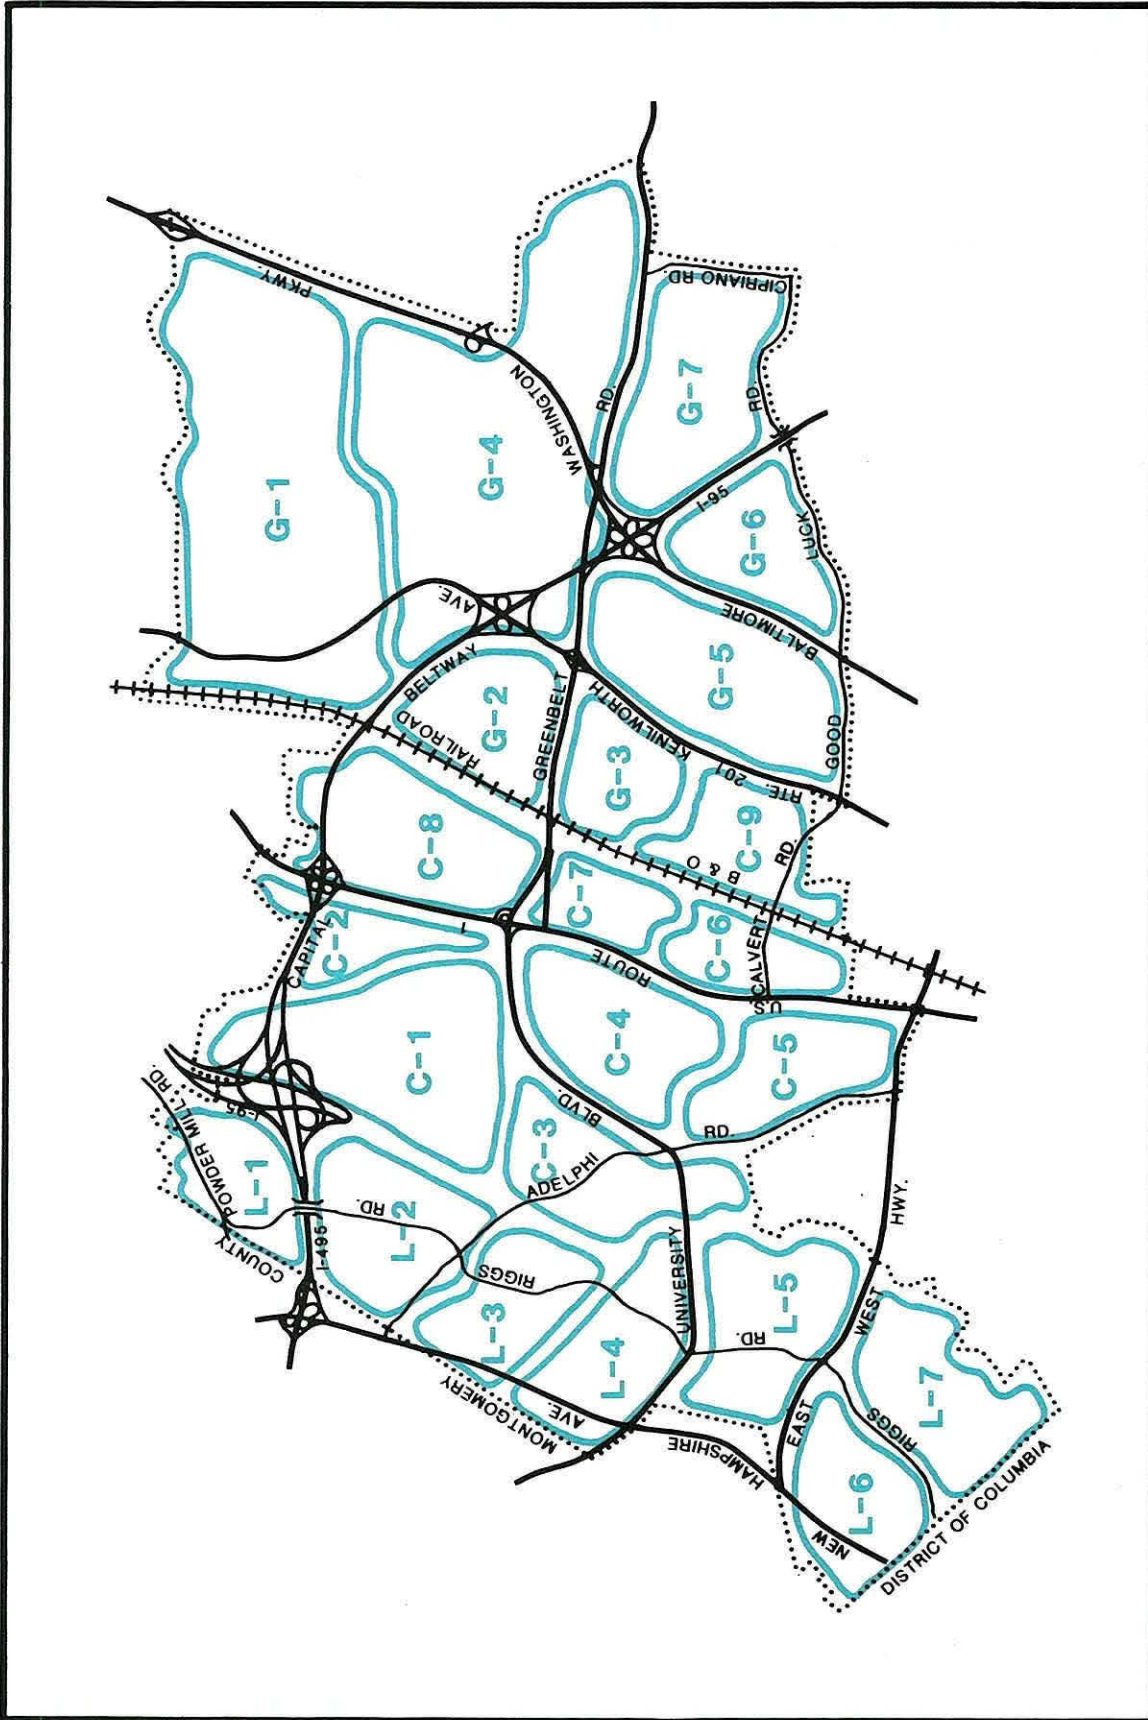 POWDER MILL RD.
I-95
L-1
COUNTY
I-495
L-2
RD.
RIGGS
ADELPHI
RD.
L-3
L-4
MONTGOMERY
AVE.
HAMPSHIRE
NEW
UNIVERSITY
BLVD.
L-5
RD.
EAST
WEST
HWY.
L-6
RIGGS
L-7
DISTRICT OF COLUMBIA
C-1
CAPITAL
C-2
1
C-3
C-4
ROUTE
U.S.
C-5
C-6
CALVERT
RD.
C-7
C-8
B & O
RAILROAD
C-9
BELTWAY
GREENBELT
RD.
G-1
G-2
G-3
KENILWORTH
AVE.
RTE. 201
G-4
G-5
GOOD
LUCK
RD.
BALTIMORE
WASHINGTON
PKWY.
G-6
I-95
G-7
CIPRIANO RD.